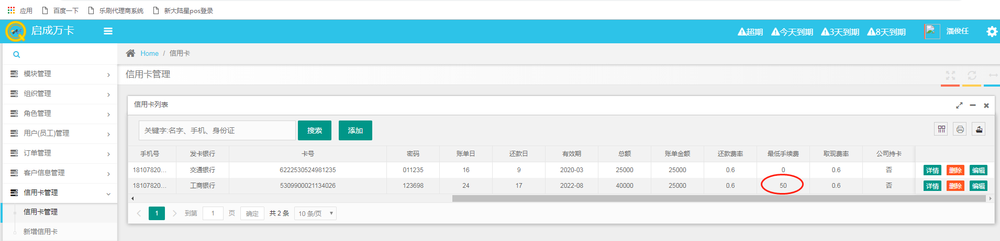 应用 百度一下 乐刷代理商系统 新大陆星pos登录
启成万卡 超期 今天到期 3天到期 8天到期 潘俊任
Home / 信用卡
模块管理
信用卡管理
组织管理
信用卡列表
角色管理
关键字:名字、手机、身份证 搜索 添加
用户(员工)管理
订单管理
手机号 发卡银行 卡号 密码 账单日 还款日 有效期 总额 账单金额 还款费率 最低手续费 取现费率 公司持卡
18107820... 交通银行 6222530524981235 011235 16 9 2020-03 25000 25000 0.6 0 0.6 否 详情 删除 编辑
客户信息管理
18107820... 工商银行 5309900021134026 123698 24 17 2022-08 40000 25000 0.6 50 0.6 否 详情 删除 编辑
信用卡管理
信用卡管理
1 到第 1 页 确定 共 2 条 10 条/页
新增信用卡